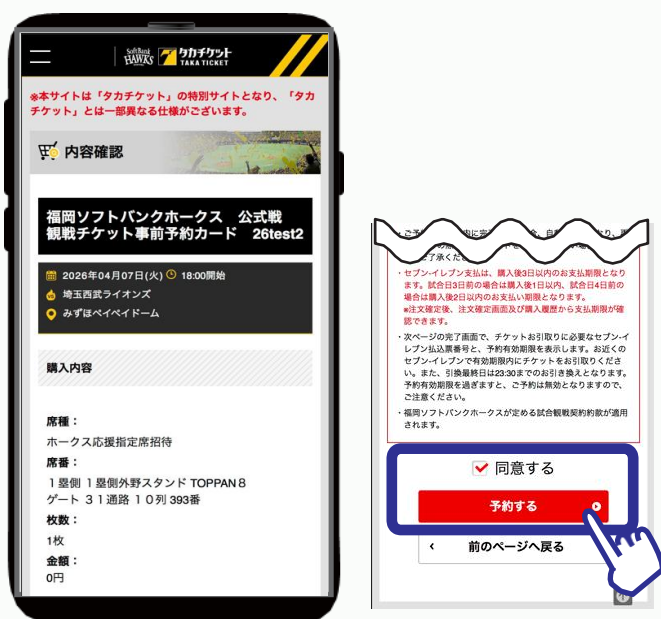 SoftBank HAWKS タカチケット TAKA TICKET
※本サイトは「タカチケット」の特別サイトとなり、「タカ
チケット」とは一部異なる仕様がございます。
内容確認
福岡ソフトバンクホークス 公式戦
観戦チケット事前予約カード 26test2
2026年04月07日(火) 18:00開始
埼玉西武ライオンズ
みずほペイペイドーム
購入内容
席種：
ホークス応援指定席招待
席番：
1塁側 1塁側外野スタンド TOPPAN 8
ゲート 31通路 10列 393番
枚数：
1枚
金額：
0円
・セブン-イレブン支払は、購入後3日以内のお支払期限となり
ます。試合日3日前の場合は購入後1日以内、試合日4日前の
場合は購入後2日以内のお支払い期限となります。
※注文確定後、注文確定画面及び購入履歴から支払期限が確
認できます。
・次ページの完了画面で、チケットお引取りに必要なセブン-イ
レブン払込票番号と、予約有効期限を表示します。お近くの
セブン-イレブンで有効期限内にチケットをお引取りくださ
い。また、引換最終日は23:30までのお引き換えとなります。
予約有効期限を過ぎますと、ご予約は無効となりますので、
ご注意ください。
・福岡ソフトバンクホークスが定める試合観戦契約約款が適用
されます。
同意する
予約する
前のページへ戻る